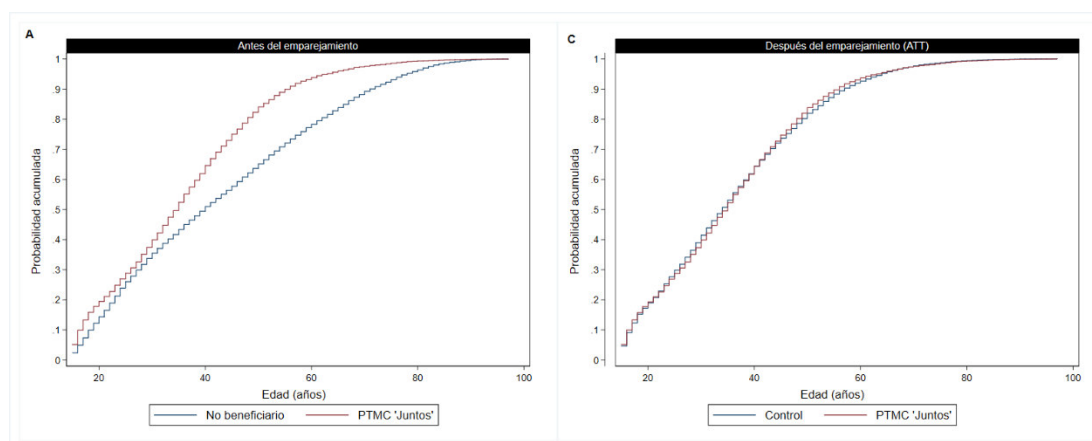 A
Antes del emparejamiento
Probabilidad acumulada
1
.9
.8
.7
.6
.5
.4
.3
.2
.1
0
20
40
60
80
100
Edad (años)
No beneficiario
PTMC 'Juntos'
C
Después del emparejamiento (ATT)
Probabilidad acumulada
1
.9
.8
.7
.6
.5
.4
.3
.2
.1
0
20
40
60
80
100
Edad (años)
Control
PTMC 'Juntos'